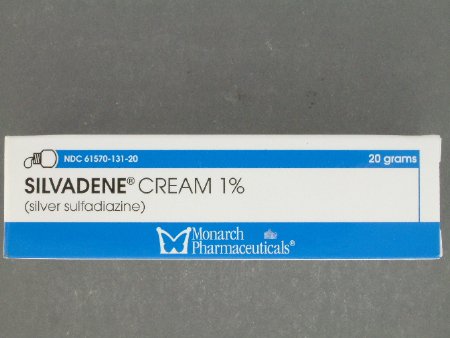 NDC 61570-131-20
20 grams
SILVADENE® CREAM 1%
(silver sulfadiazine)
Monarch
Pharmaceuticals®